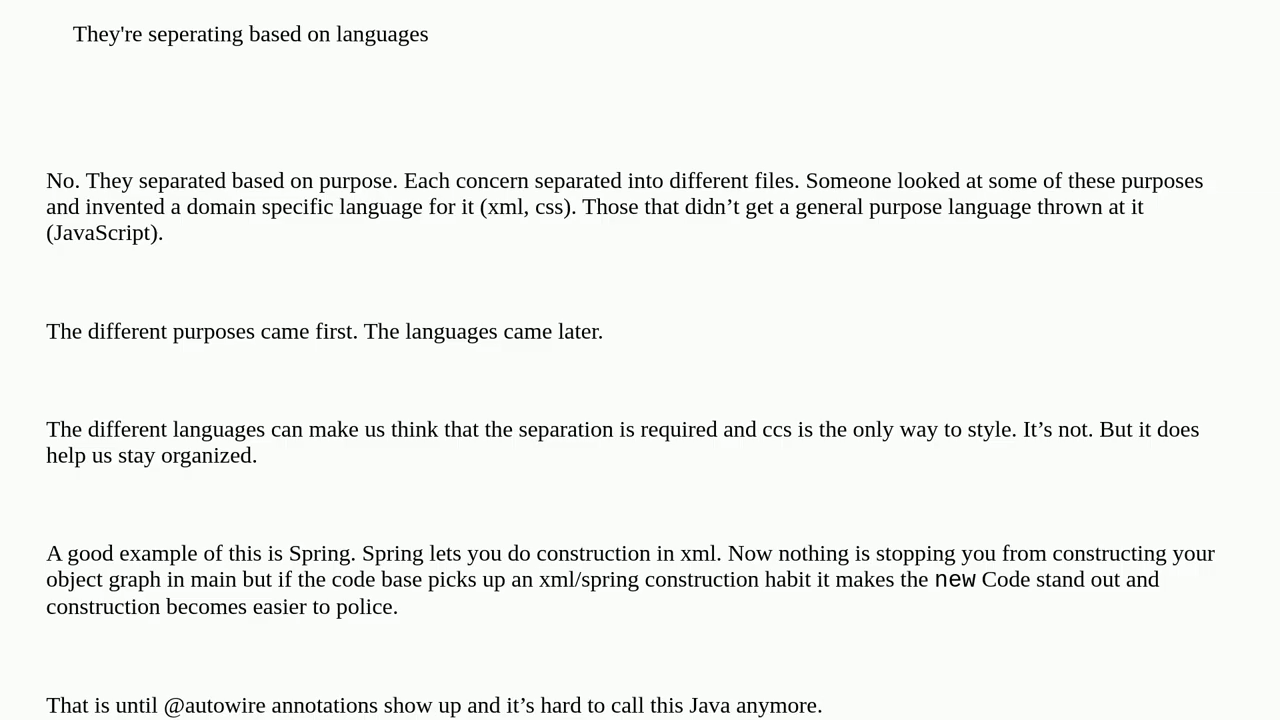 They're seperating based on languages
No. They separated based on purpose. Each concern separated into different files. Someone looked at some of these purposes
and invented a domain specific language for it (xml, css). Those that didn’t get a general purpose language thrown at it
(JavaScript).
The different purposes came first. The languages came later.
The different languages can make us think that the separation is required and ccs is the only way to style. It’s not. But it does
help us stay organized.
A good example of this is Spring. Spring lets you do construction in xml. Now nothing is stopping you from constructing your
object graph in main but if the code base picks up an xml/spring construction habit it makes the new Code stand out and
construction becomes easier to police.
That is until @autowire annotations show up and it’s hard to call this Java anymore.